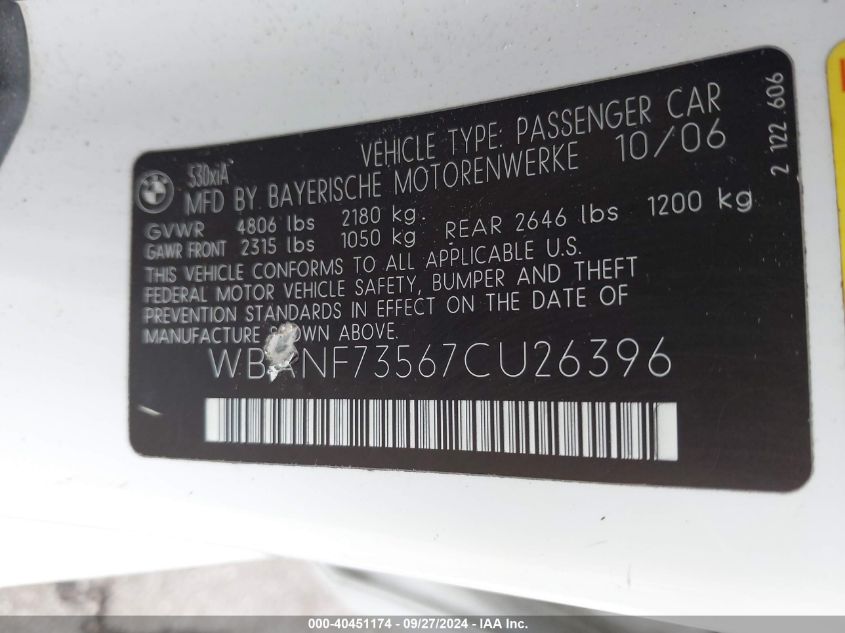 530xiA
VEHICLE TYPE: PASSENGER CAR
MFD BY. BAYERISCHE MOTORENWERKE 10/06
GVWR 4806 lbs 2180 kg.
GAWR FRONT 2315 lbs 1050 kg REAR 2646 lbs 1200 kg
THIS VEHICLE CONFORMS TO ALL APPLICABLE U.S.
FEDERAL MOTOR VEHICLE SAFETY, BUMPER AND THEFT
PREVENTION STANDARDS IN EFFECT ON THE DATE OF
MANUFACTURE OWN ABOVE.
WBANF73567CU26396
2 122 606
000-40451174 - 09/27/2024 - IAA Inc.